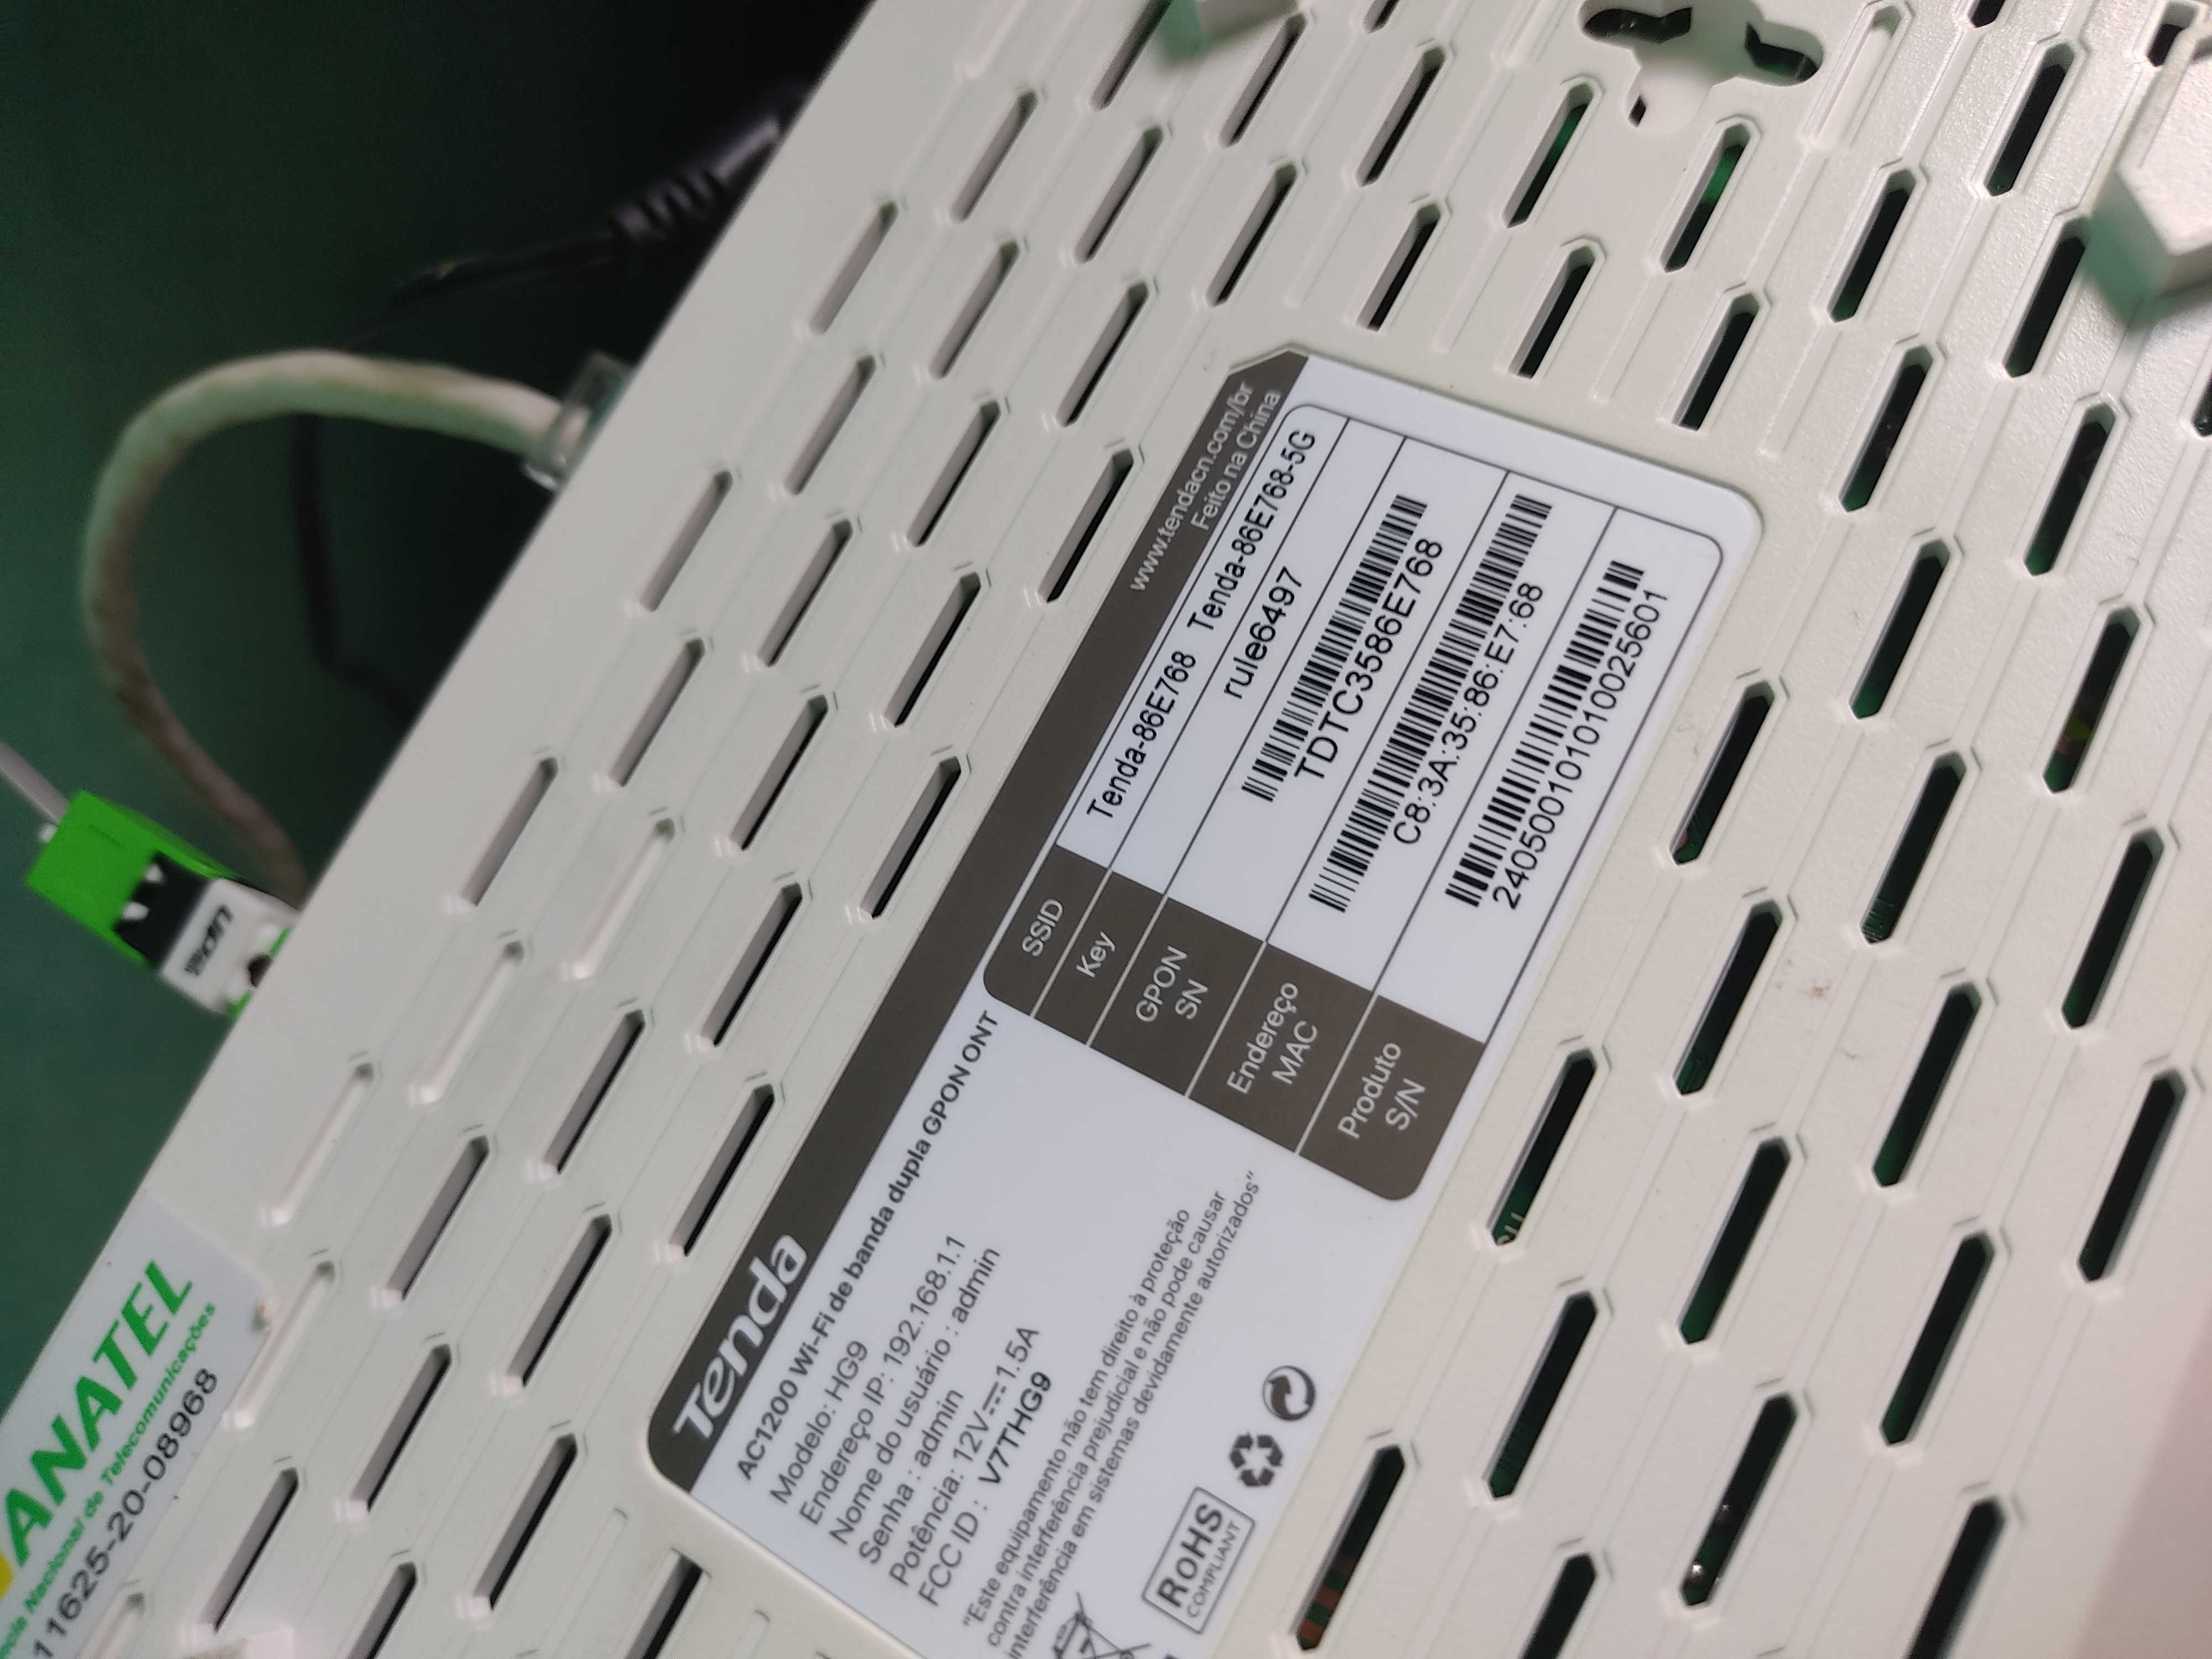 Tenda
www.tendacn.com/br
Feito na China
AC1200 Wi-Fi de banda dupla GPON ONT
Modelo: HG9
Endereço IP: 192.168.1.1
Nome do usuário : admin
Senha : admin
Potência: 12V⎓1.5A
FCC ID : V7THG9
"Este equipamento não tem direito à proteção
contra interferência prejudicial e não pode causar
interferência em sistemas devidamente autorizados"
RoHS
COMPLIANT
SSID
Tenda-86E768 Tenda-86E768-5G
Key
rule6497
GPON
SN
TDTC3586E768
Endereço
MAC
C8:3A:35:86:E7:68
Produto
S/N
E40500101010025601
ANATEL
Nacional de Telecomunicações
11625-20-08968